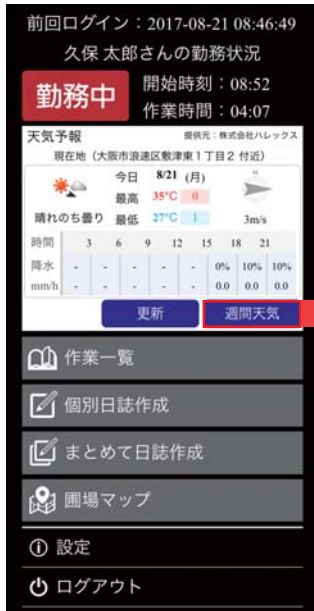 前回ログイン：2017-08-21 08:46:49
久保 太郎さんの勤務状況
勤務中
開始時刻：08:52
作業時間：04:07
天気予報 提供元：株式会社ハレックス
現在地（大阪市浪速区敷津東１丁目２ 付近）
今日 8/21 (月)
最高 35℃ 0
晴れのち曇り 最低 27℃ 1 3m/s
時間 3 6 9 12 15 18 21
降水 - - - - - 0% 10% 10%
mm/h - - - - - 0.0 0.0 0.0
更新 週間天気
作業一覧
個別日誌作成
まとめて日誌作成
圃場マップ
設定
ログアウト